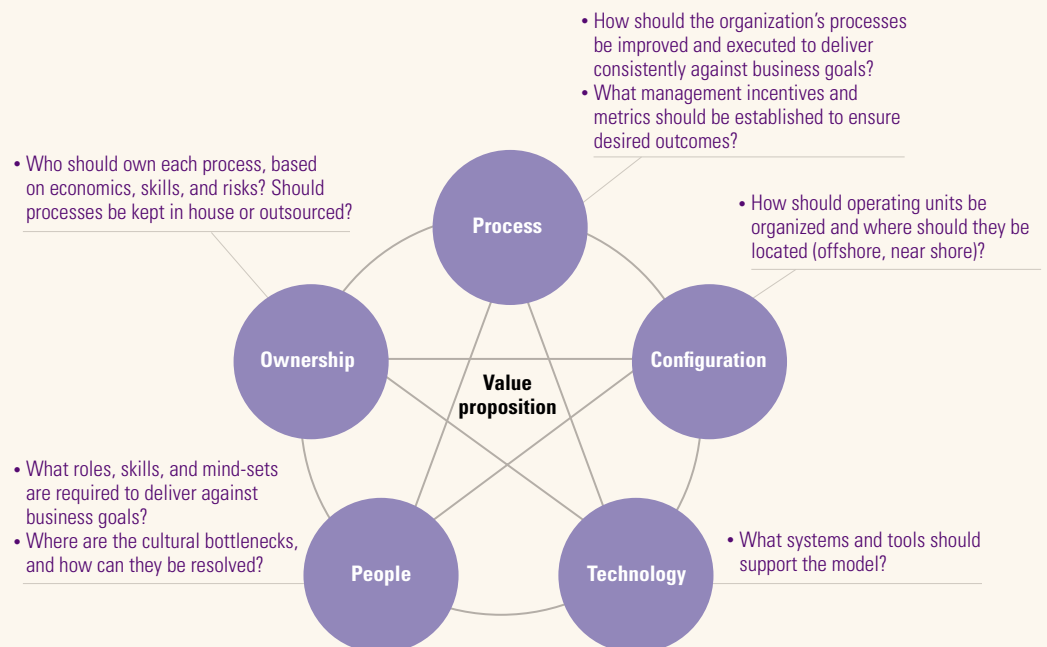 • How should the organization's processes
be improved and executed to deliver
consistently against business goals?
• What management incentives and
metrics should be established to ensure
desired outcomes?
• Who should own each process, based
on economics, skills, and risks? Should
processes be kept in house or outsourced?
• How should operating units be
organized and where should they be
located (offshore, near shore)?
Process
Ownership
Configuration
Value
proposition
• What roles, skills, and mind-sets
are required to deliver against
business goals?
• Where are the cultural bottlenecks,
and how can they be resolved?
• What systems and tools should
support the model?
People
Technology